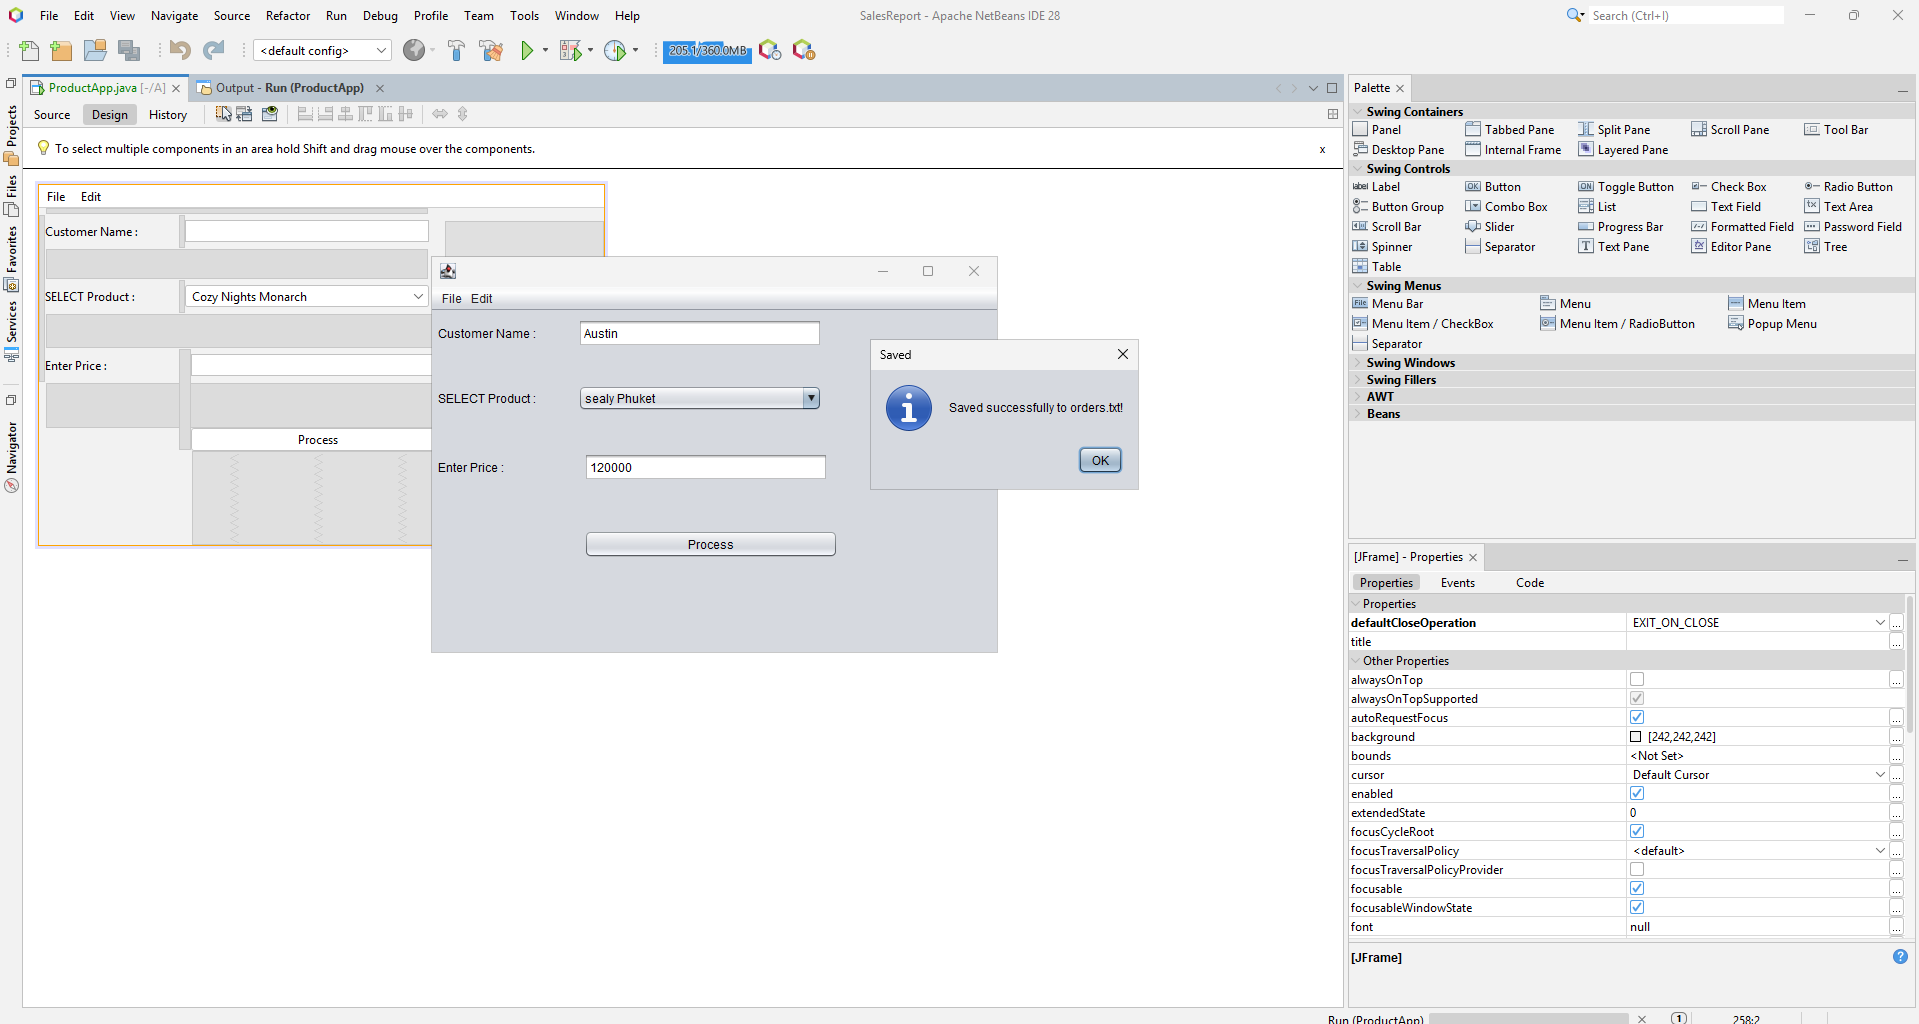 File Edit View Navigate Source Refactor Run Debug Profile Team Tools Window Help
SalesReport - Apache NetBeans IDE 28
Search (Ctrl+I)
<default config>
205.1/360.0MB
ProductApp.java [-/A]
Output - Run (ProductApp)
Source Design History
To select multiple components in an area hold Shift and drag mouse over the components.
x
Projects
Files
Favorites
Services
Navigator
File Edit
Customer Name :
SELECT Product :
Cozy Nights Monarch
Enter Price :
Process
File Edit
Customer Name :
Austin
SELECT Product :
sealy Phuket
Enter Price :
120000
Process
Saved
Saved successfully to orders.txt!
OK
Palette
Swing Containers
Panel Tabbed Pane Split Pane Scroll Pane Tool Bar
Desktop Pane Internal Frame Layered Pane
Swing Controls
Label Button Toggle Button Check Box Radio Button
Button Group Combo Box List Text Field Text Area
Scroll Bar Slider Progress Bar Formatted Field Password Field
Spinner Separator Text Pane Editor Pane Tree
Table
Swing Menus
Menu Bar Menu Menu Item
Menu Item / CheckBox Menu Item / RadioButton Popup Menu
Separator
Swing Windows
Swing Fillers
AWT
Beans
[JFrame] - Properties
Properties Events Code
Properties
defaultCloseOperation EXIT_ON_CLOSE
title
Other Properties
alwaysOnTop
alwaysOnTopSupported
autoRequestFocus
background [242,242,242]
bounds <Not Set>
cursor Default Cursor
enabled
extendedState 0
focusCycleRoot
focusTraversalPolicy <default>
focusTraversalPolicyProvider
focusable
focusableWindowState
font null
[JFrame]
Run (ProductApp)
1
258:2